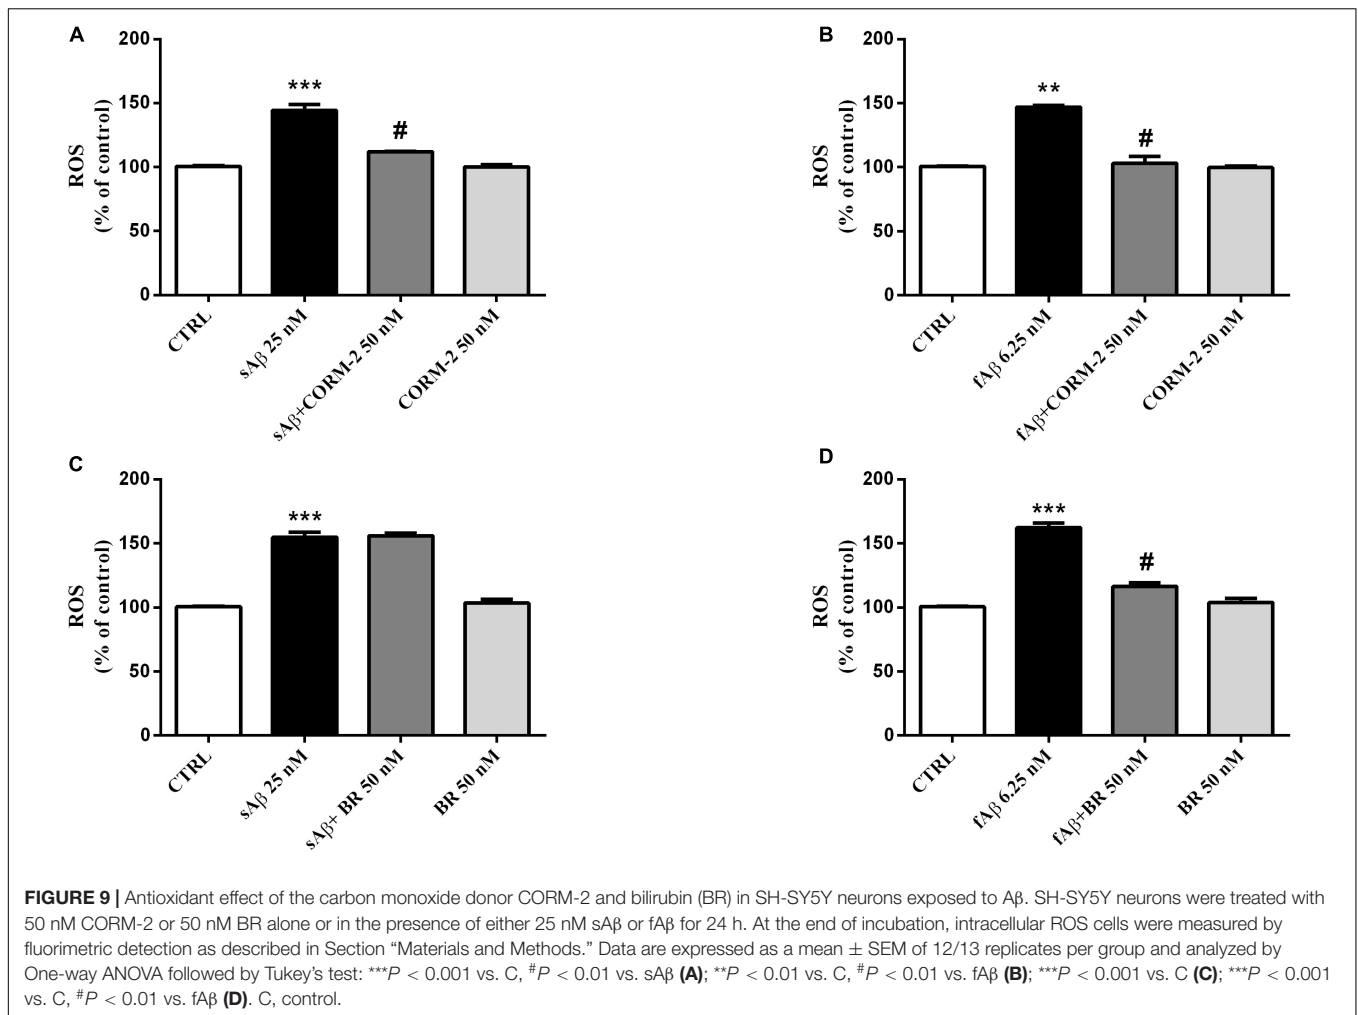 A
200
150
100
50
0
ROS
(% of control)
***
#
CTRL
sAβ 25 nM
sAβ+CORM-2 50 nM
CORM-2 50 nM
B
200
150
100
50
0
ROS
(% of control)
**
#
CTRL
fAβ 6.25 nM
fAβ+CORM-2 50 nM
CORM-2 50 nM
C
200
150
100
50
0
ROS
(% of control)
***
CTRL
sAβ 25 nM
sAβ+ BR 50 nM
BR 50 nM
D
200
150
100
50
0
ROS
(% of control)
***
#
CTRL
fAβ 6.25 nM
fAβ+BR 50 nM
BR 50 nM
FIGURE 9 | Antioxidant effect of the carbon monoxide donor CORM-2 and bilirubin (BR) in SH-SY5Y neurons exposed to Aβ. SH-SY5Y neurons were treated with
50 nM CORM-2 or 50 nM BR alone or in the presence of either 25 nM sAβ or fAβ for 24 h. At the end of incubation, intracellular ROS cells were measured by
fluorimetric detection as described in Section “Materials and Methods.” Data are expressed as a mean ± SEM of 12/13 replicates per group and analyzed by
One-way ANOVA followed by Tukey’s test: ***P < 0.001 vs. C, #P < 0.01 vs. sAβ (A); **P < 0.01 vs. C, #P < 0.01 vs. fAβ (B); ***P < 0.001 vs. C (C); ***P < 0.001
vs. C, #P < 0.01 vs. fAβ (D). C, control.